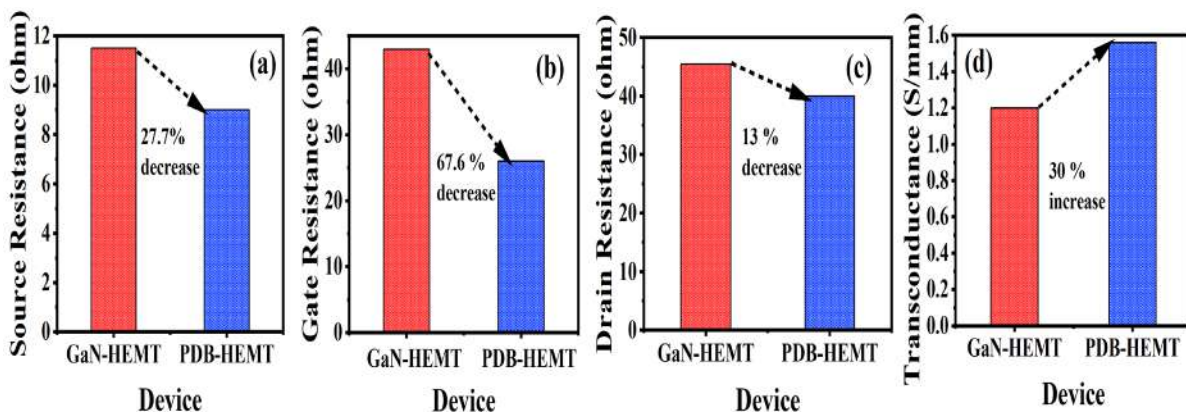 Source Resistance (ohm)
12
10
8
6
4
2
0
(a)
27.7%
decrease
GaN-HEMT PDB-HEMT
Device
Gate Resistance (ohm)
40
30
20
10
0
(b)
67.6 %
decrease
GaN-HEMT PDB-HEMT
Device
Drain Resistance (ohm)
50
40
30
20
10
0
(c)
13 %
decrease
GaN-HEMT PDB-HEMT
Device
Transconductance (S/mm)
1.6
1.4
1.2
1.0
0.8
0.6
0.4
0.2
0.0
(d)
30 %
increase
GaN-HEMT PDB-HEMT
Device